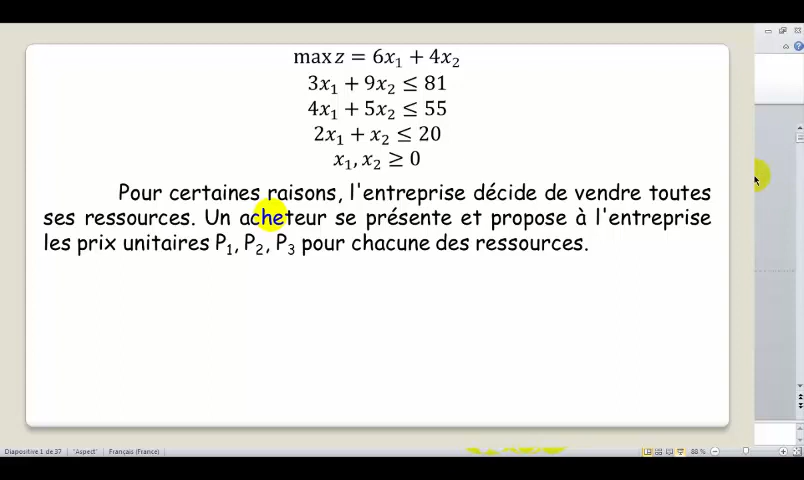 max z = 6x₁ + 4x₂
3x₁ + 9x₂ ≤ 81
4x₁ + 5x₂ ≤ 55
2x₁ + x₂ ≤ 20
x₁, x₂ ≥ 0
Pour certaines raisons, l'entreprise décide de vendre toutes
ses ressources. Un acheteur se présente et propose à l'entreprise
les prix unitaires P₁, P₂, P₃ pour chacune des ressources.
Diapositive 1 de 37 "Aspect" Français (France) 88 %